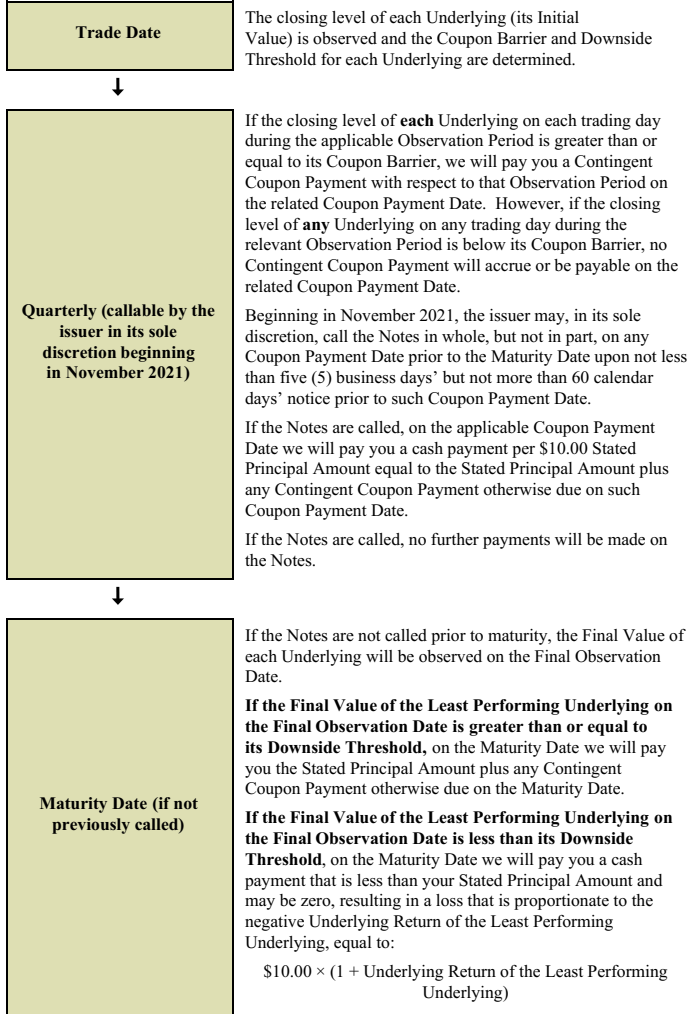 Trade Date
The closing level of each Underlying (its Initial
Value) is observed and the Coupon Barrier and Downside
Threshold for each Underlying are determined.
↓
Quarterly (callable by the
issuer in its sole
discretion beginning
in November 2021)
If the closing level of each Underlying on each trading day
during the applicable Observation Period is greater than or
equal to its Coupon Barrier, we will pay you a Contingent
Coupon Payment with respect to that Observation Period on
the related Coupon Payment Date. However, if the closing
level of any Underlying on any trading day during the
relevant Observation Period is below its Coupon Barrier, no
Contingent Coupon Payment will accrue or be payable on the
related Coupon Payment Date.
Beginning in November 2021, the issuer may, in its sole
discretion, call the Notes in whole, but not in part, on any
Coupon Payment Date prior to the Maturity Date upon not less
than five (5) business days’ but not more than 60 calendar
days’ notice prior to such Coupon Payment Date.
If the Notes are called, on the applicable Coupon Payment
Date we will pay you a cash payment per $10.00 Stated
Principal Amount equal to the Stated Principal Amount plus
any Contingent Coupon Payment otherwise due on such
Coupon Payment Date.
If the Notes are called, no further payments will be made on
the Notes.
↓
Maturity Date (if not
previously called)
If the Notes are not called prior to maturity, the Final Value of
each Underlying will be observed on the Final Observation
Date.
If the Final Value of the Least Performing Underlying on
the Final Observation Date is greater than or equal to
its Downside Threshold, on the Maturity Date we will pay
you the Stated Principal Amount plus any Contingent
Coupon Payment otherwise due on the Maturity Date.
If the Final Value of the Least Performing Underlying on
the Final Observation Date is less than its Downside
Threshold, on the Maturity Date we will pay you a cash
payment that is less than your Stated Principal Amount and
may be zero, resulting in a loss that is proportionate to the
negative Underlying Return of the Least Performing
Underlying, equal to:
$10.00 × (1 + Underlying Return of the Least Performing
Underlying)